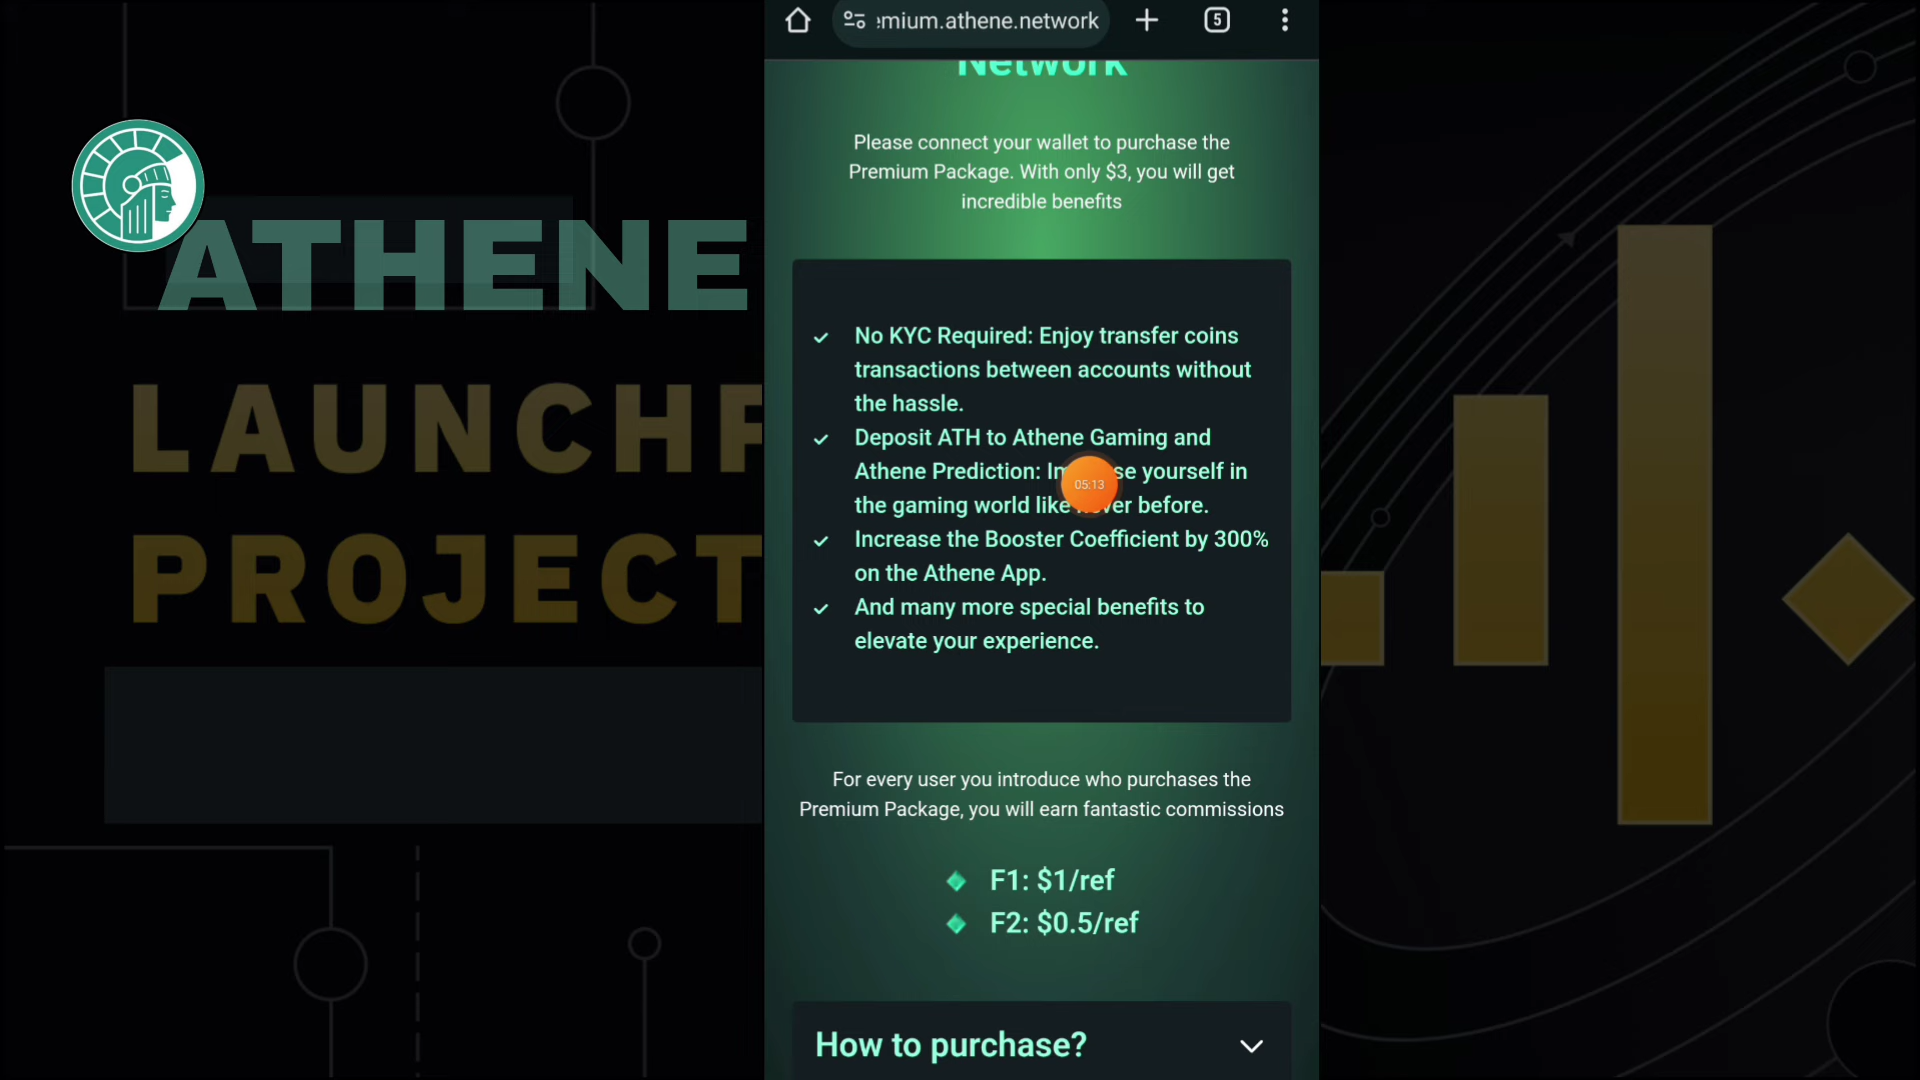 emium.athene.network
5
Network
Please connect your wallet to purchase the
Premium Package. With only $3, you will get
incredible benefits
ATHENE
No KYC Required: Enjoy transfer coins
transactions between accounts without
the hassle.
Deposit ATH to Athene Gaming and
Athene Prediction: yourself in
the gaming world like before.
05:13
Increase the Booster Coefficient by 300%
on the Athene App.
And many more special benefits to
elevate your experience.
LAUNCHP
PROJECT
For every user you introduce who purchases the
Premium Package, you will earn fantastic commissions
F1: $1/ref
F2: $0.5/ref
How to purchase?